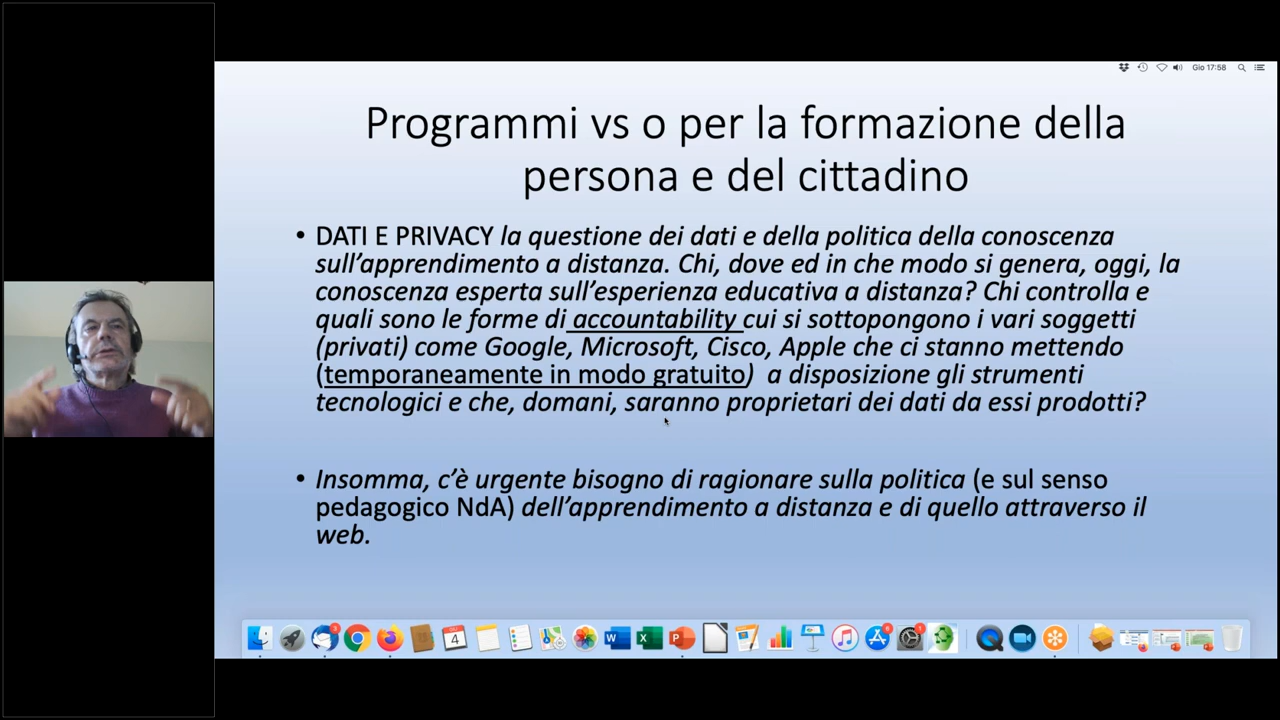 Gio 17:58
Programmi vs o per la formazione della
persona e del cittadino
• DATI E PRIVACY la questione dei dati e della politica della conoscenza
sull’apprendimento a distanza. Chi, dove ed in che modo si genera, oggi, la
conoscenza esperta sull’esperienza educativa a distanza? Chi controlla e
quali sono le forme di accountability cui si sottopongono i vari soggetti
(privati) come Google, Microsoft, Cisco, Apple che ci stanno mettendo
(temporaneamente in modo gratuito) a disposizione gli strumenti
tecnologici e che, domani, saranno proprietari dei dati da essi prodotti?
• Insomma, c’è urgente bisogno di ragionare sulla politica (e sul senso
pedagogico NdA) dell’apprendimento a distanza e di quello attraverso il
web.
4